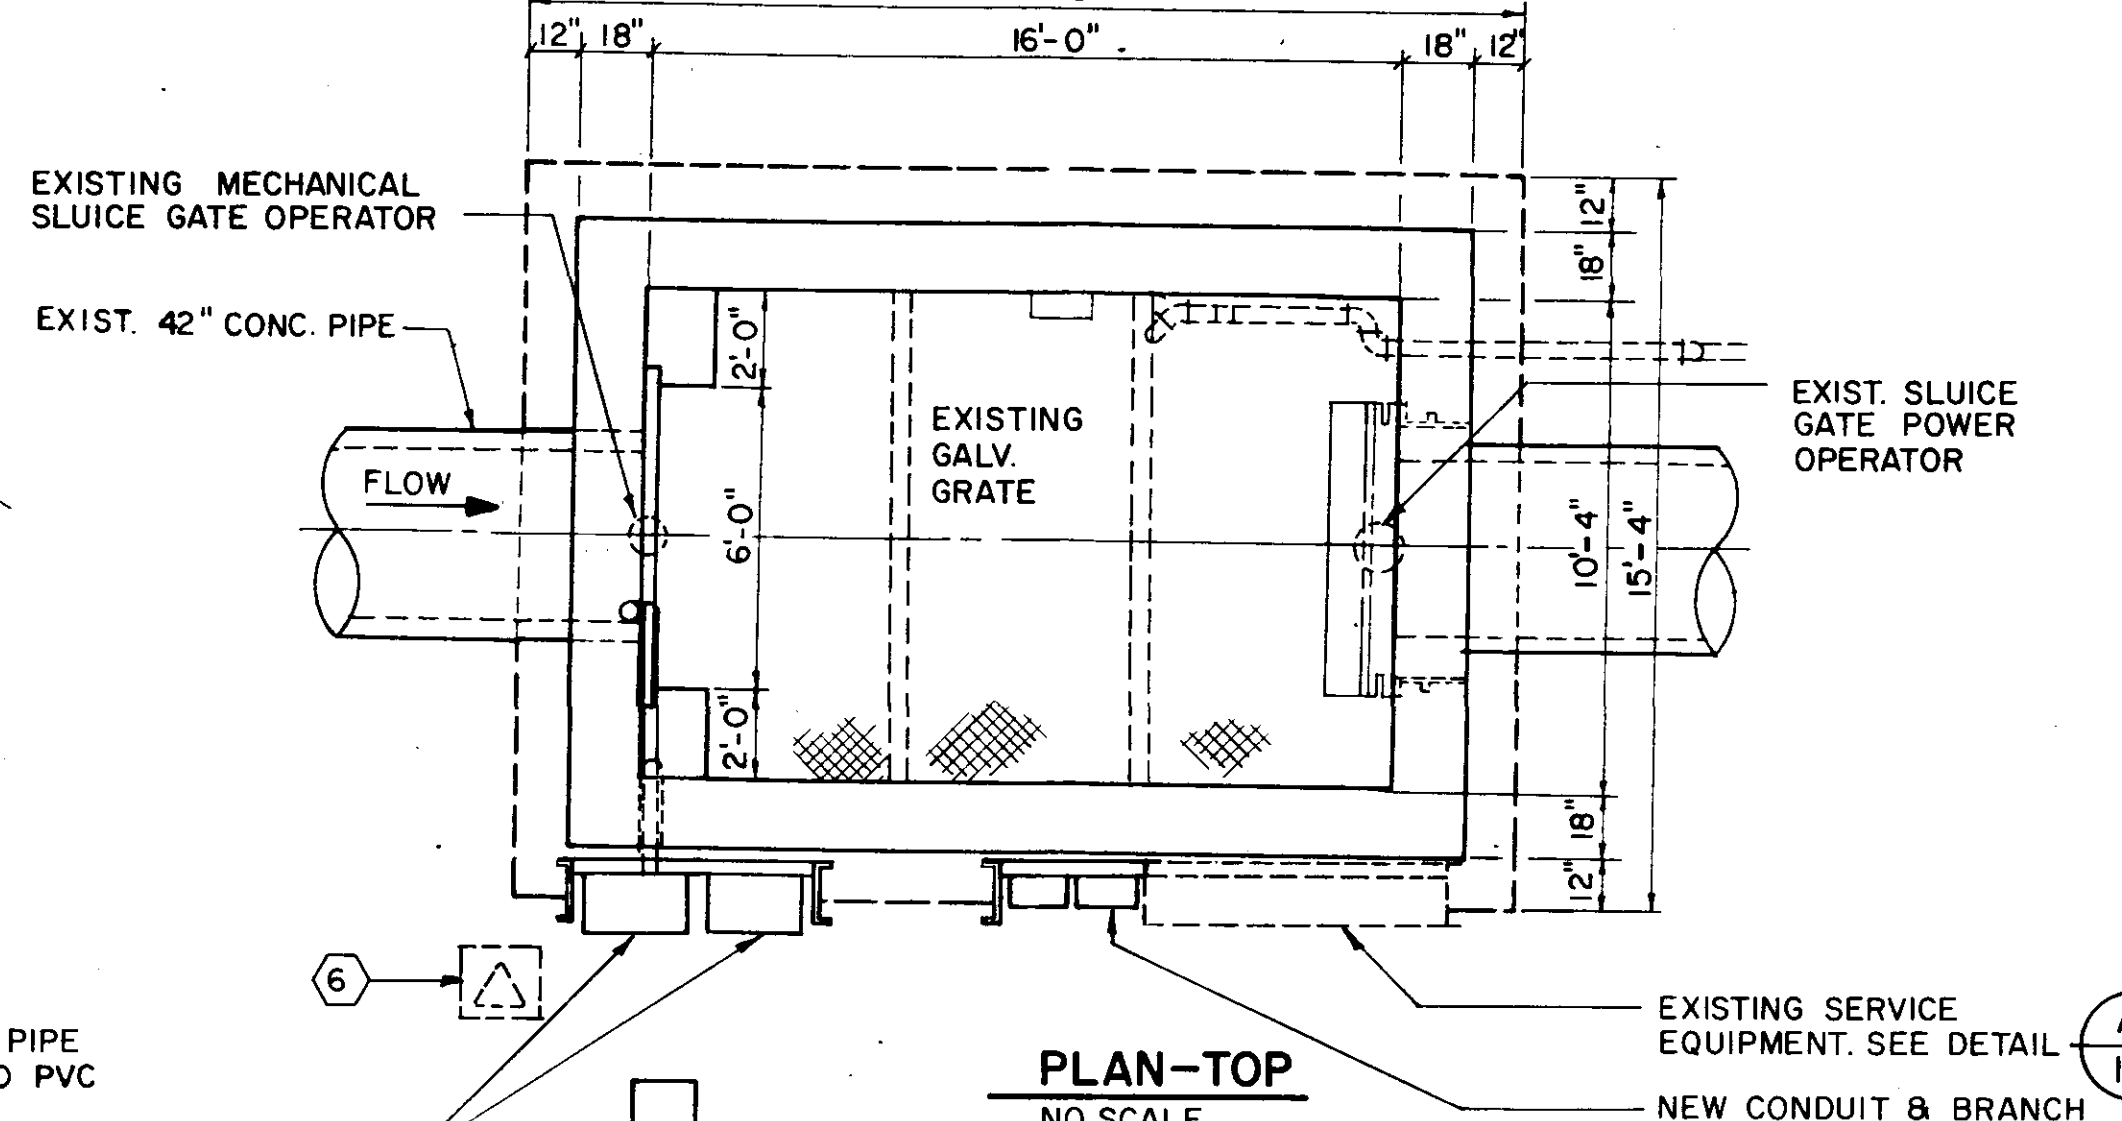 12" 18" 16'-0" 18" 12"
EXISTING MECHANICAL
SLUICE GATE OPERATOR
12"
18"
EXIST. 42" CONC. PIPE
2'-0"
EXISTING
GALV.
GRATE
EXIST. SLUICE
GATE POWER
OPERATOR
FLOW
6'-0"
10'-4"
15'-4"
2'-0"
18"
12"
6
PIPE
PVC
EXISTING SERVICE
EQUIPMENT. SEE DETAIL
PLAN-TOP
NO SCALE
NEW CONDUIT & BRANCH